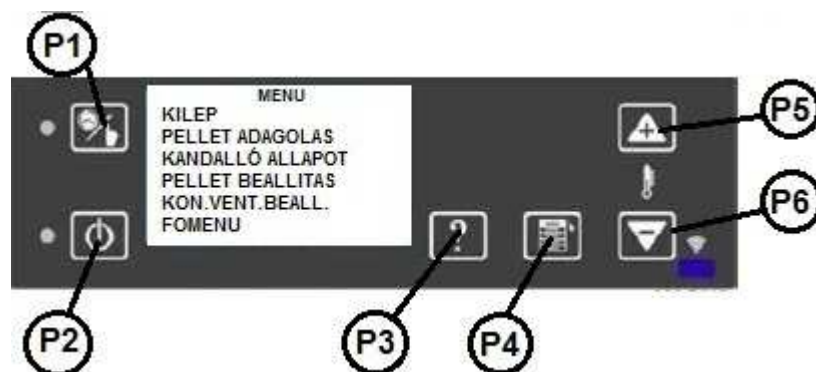 P1
MENU
KILEP
PELLET ADAGOLAS
KANDALLÓ ALLAPOT
PELLET BEALLITAS
KON.VENT.BEALL.
FOMENU
P5
P6
?
P2
P3
P4